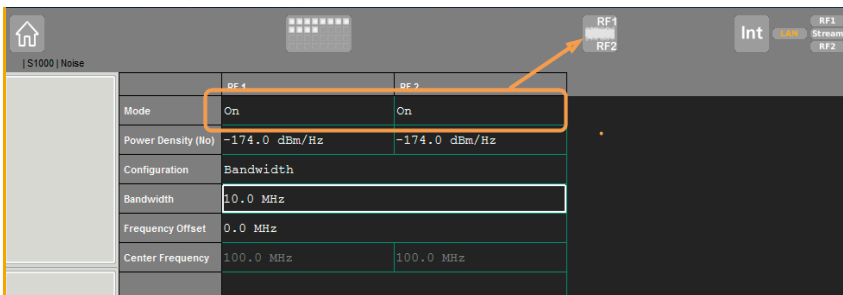 RF1
RF2
Int
LAN
RF1
Stream
RF2
| S1000 | Noise
RF 1 RF 2
Mode On On
Power Density (No) -174.0 dBm/Hz -174.0 dBm/Hz
Configuration Bandwidth
Bandwidth 10.0 MHz
Frequency Offset 0.0 MHz
Center Frequency 100.0 MHz 100.0 MHz